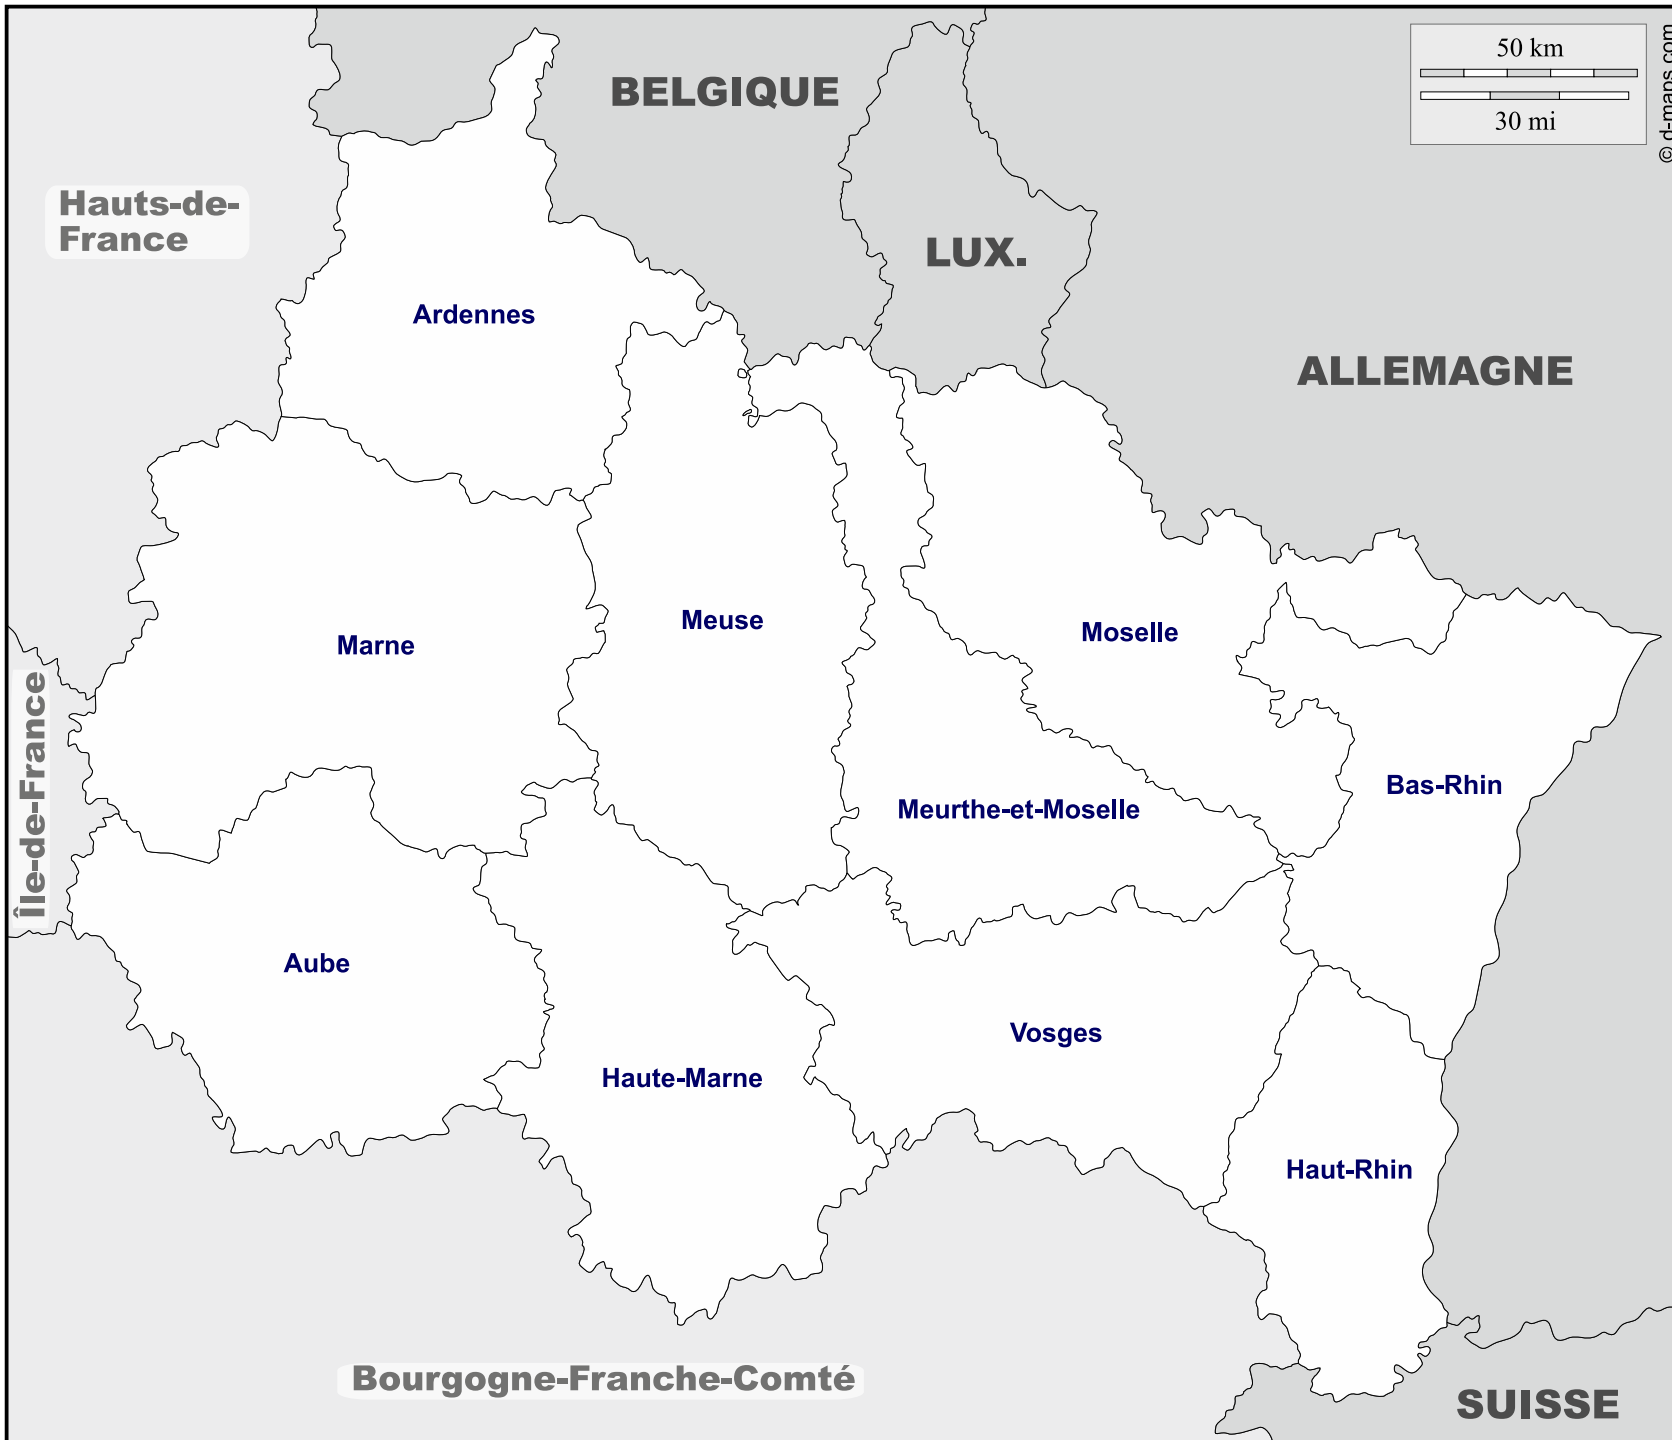 50 km
30 mi
© d-maps.com
BELGIQUE
Hauts-de-
France
LUX.
Ardennes
ALLEMAGNE
Meuse
Moselle
Marne
Île-de-France
Bas-Rhin
Meurthe-et-Moselle
Aube
Vosges
Haute-Marne
Haut-Rhin
Bourgogne-Franche-Comté
SUISSE